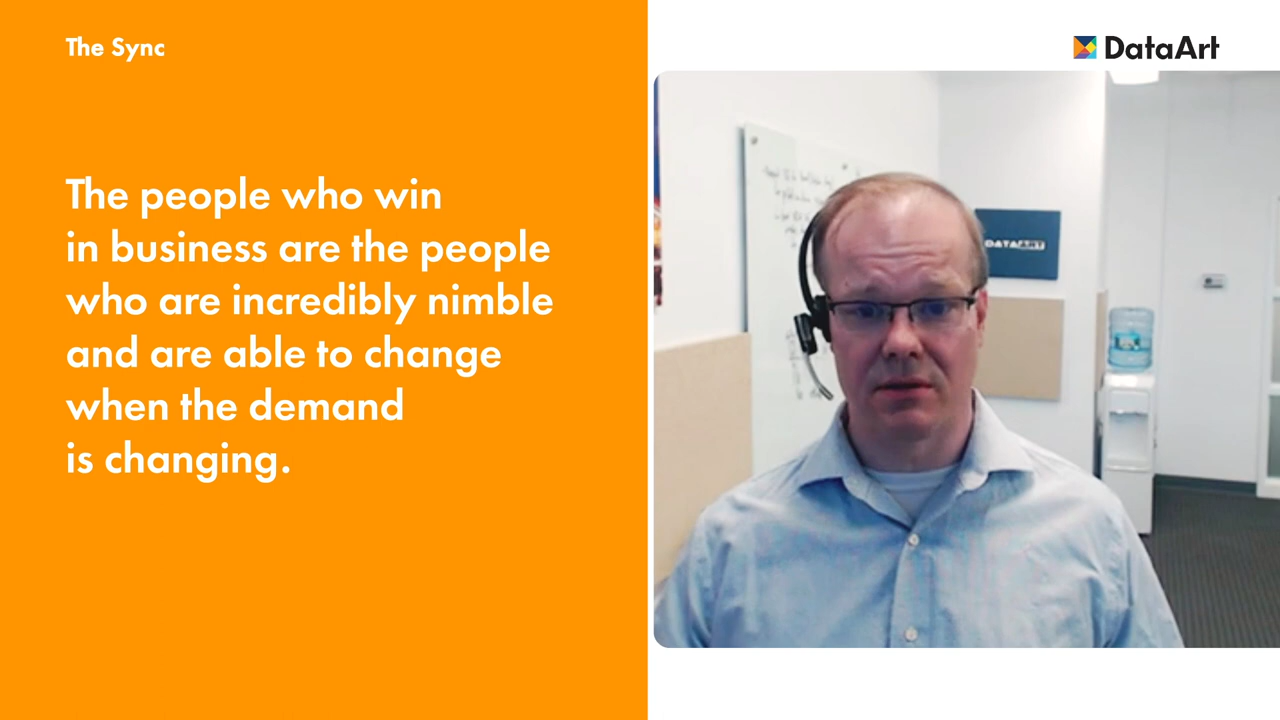 The Sync
DataArt
The people who win
in business are the people
who are incredibly nimble
and are able to change
when the demand
is changing.
DATAART